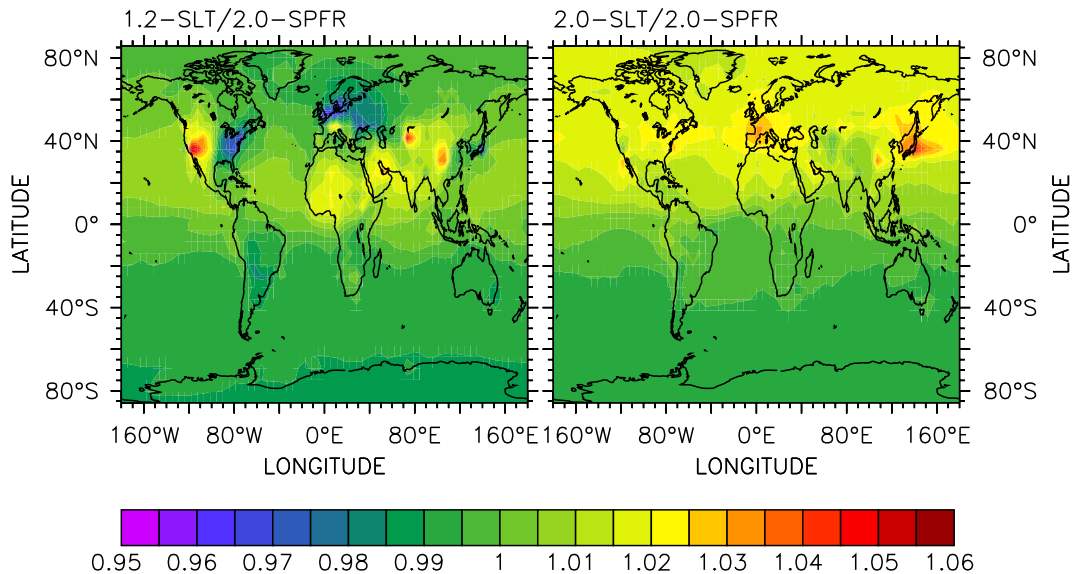 1.2-SLT/2.0-SPFR
2.0-SLT/2.0-SPFR
80°N
40°N
0°
40°S
80°S
LATITUDE
80°N
40°N
0°
40°S
80°S
LATITUDE
160°W 80°W 0°E 80°E 160°E
LONGITUDE
160°W 80°W 0°E 80°E 160°E
LONGITUDE
0.95 0.96 0.97 0.98 0.99 1 1.01 1.02 1.03 1.04 1.05 1.06